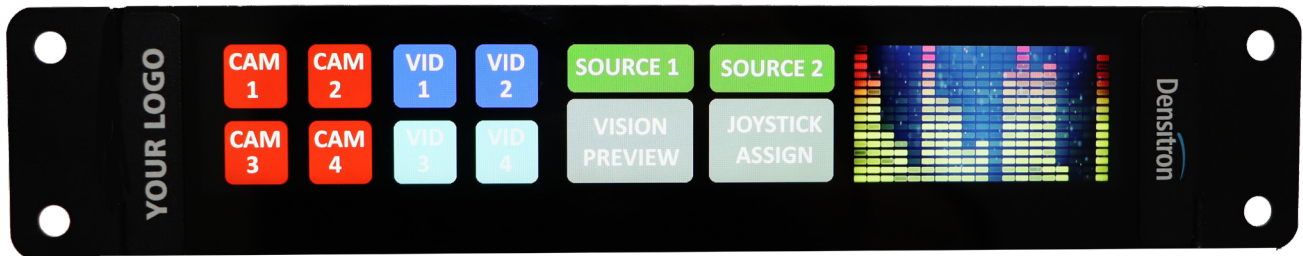 YOUR LOGO
CAM 1
CAM 2
VID 1
VID 2
CAM 3
CAM 4
VID 3
VID 4
SOURCE 1
SOURCE 2
VISION
PREVIEW
JOYSTICK
ASSIGN
Densitron